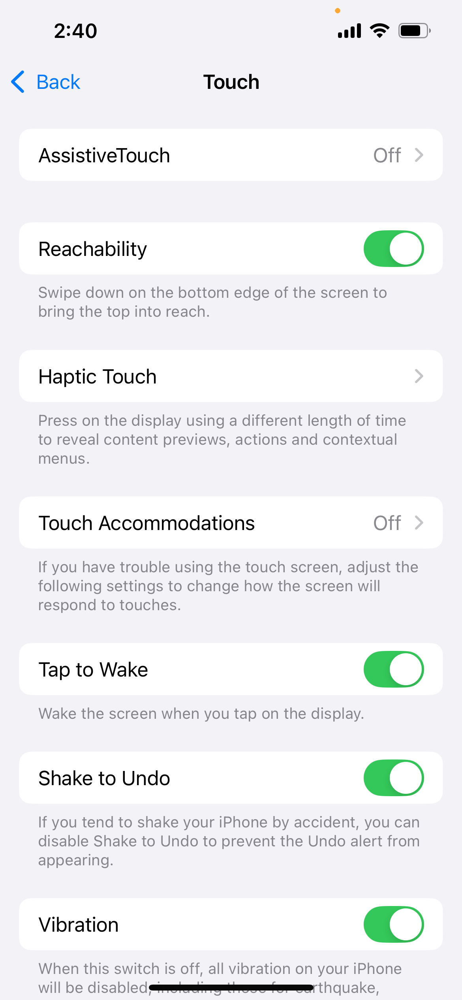 2:40
Back
Touch
AssistiveTouch Off
Reachability
Swipe down on the bottom edge of the screen to
bring the top into reach.
Haptic Touch
Press on the display using a different length of time
to reveal content previews, actions and contextual
menus.
Touch Accommodations Off
If you have trouble using the touch screen, adjust the
following settings to change how the screen will
respond to touches.
Tap to Wake
Wake the screen when you tap on the display.
Shake to Undo
If you tend to shake your iPhone by accident, you can
disable Shake to Undo to prevent the Undo alert from
appearing.
Vibration
When this switch is off, all vibration on your iPhone
will be disabled, including those for earthquake,